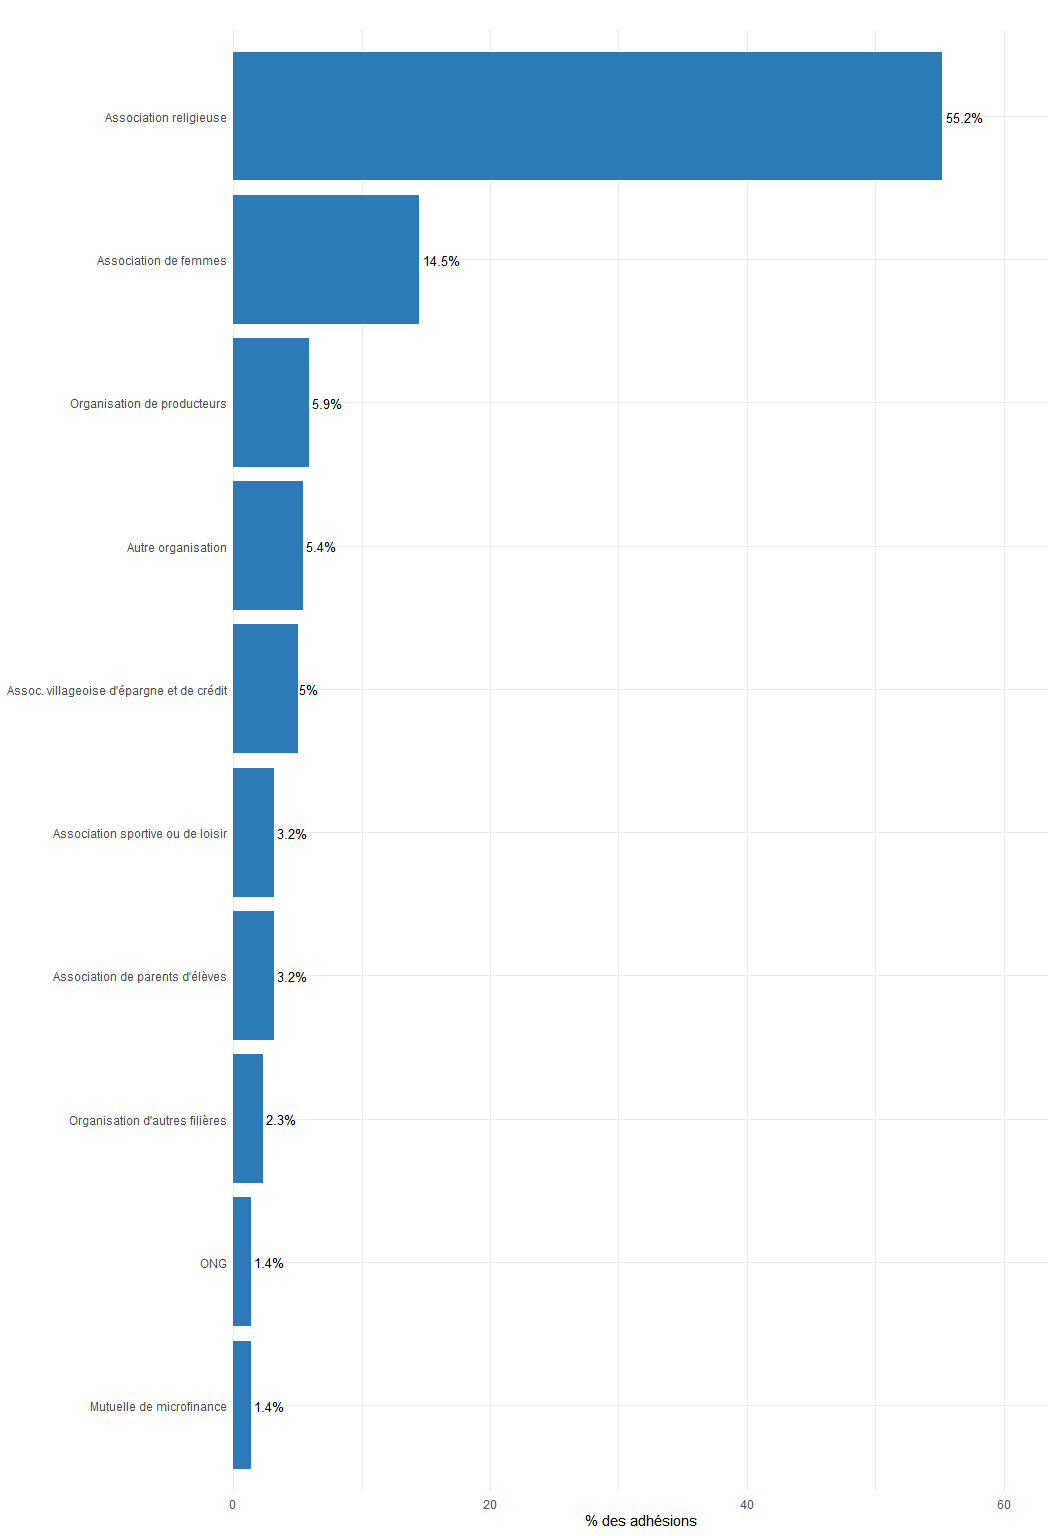 Association religieuse
55.2%
Association de femmes
14.5%
Organisation de producteurs
5.9%
Autre organisation
5.4%
Assoc. villageoise d'épargne et de crédit
5%
Association sportive ou de loisir
3.2%
Association de parents d'élèves
3.2%
Organisation d'autres filières
2.3%
ONG
1.4%
Mutuelle de microfinance
1.4%
0 20 40 60
% des adhésions